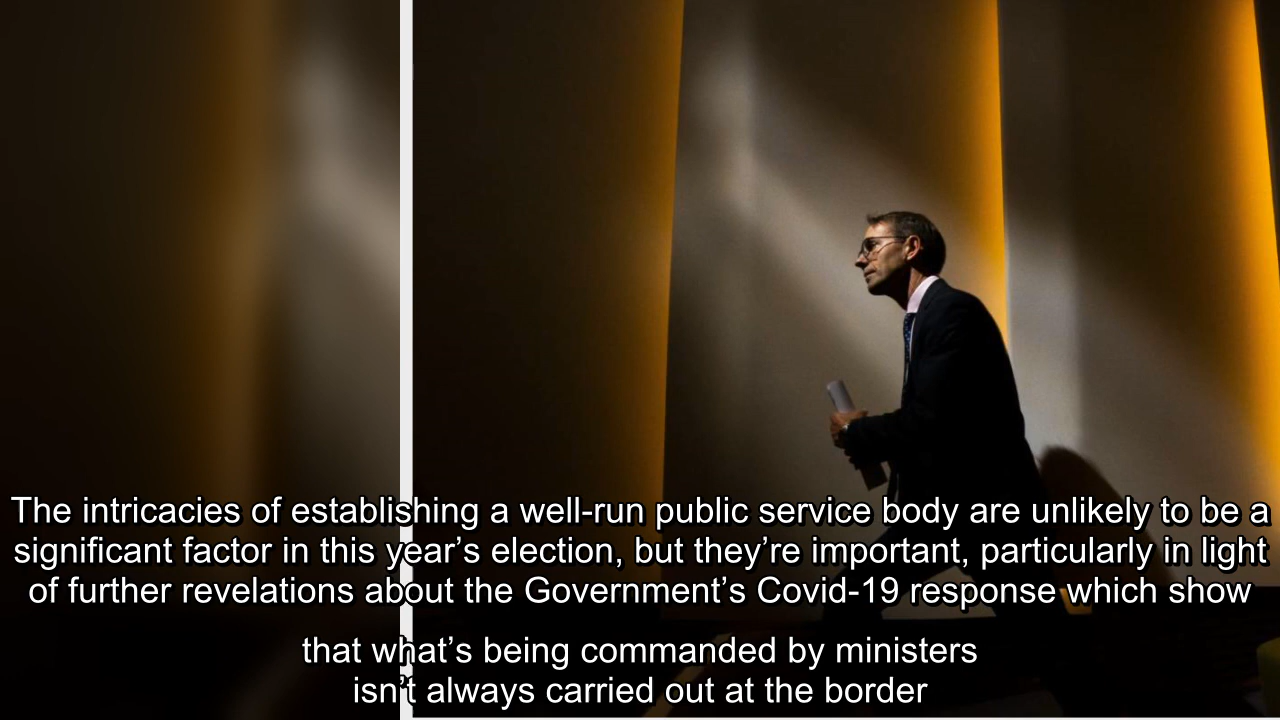 The intricacies of establishing a well-run public service body are unlikely to be a
significant factor in this year’s election, but they’re important, particularly in light
of further revelations about the Government’s Covid-19 response which show
that what’s being commanded by ministers
isn’t always carried out at the border